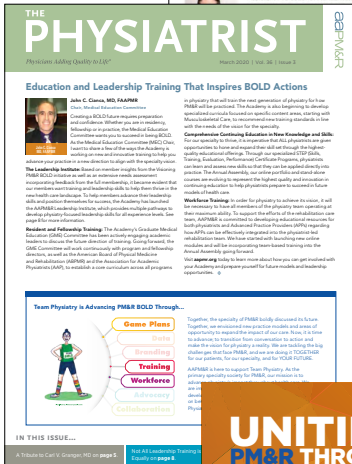 THE
PHYSIATRIST
aapm&r
Physicians Adding Quality to Life®
March 2020 | Vol. 36 | Issue 3
Education and Leadership Training That Inspires BOLD Actions
John C. Cianca, MD, FAAPMR
Chair, Medical Education Committee
Creating a BOLD future requires preparation
and confidence. Whether you are in residency,
fellowship or in practice, the Medical Education
Committee wants you to succeed in being BOLD.
As the Medical Education Committee (MEC) Chair,
I want to share a few of the ways the Academy is
working on new and innovative training to help you
advance your practice in a new direction to align with the specialty vision.
The Leadership Institute: Based on member insights from the Visioning
PM&R BOLD initiative as well as an extensive needs assessment
incorporating feedback from the full membership, it became evident that
our members want training and leadership skills to help them thrive in the
new health care landscape. To help members advance their leadership
skills and position themselves for success, the Academy has launched
the AAPM&R Leadership Institute, which provides multiple pathways to
develop physiatry-focused leadership skills for all experience levels. See
page 8 for more information.
Resident and Fellowship Training: The Academy's Graduate Medical
Education (GME) Committee has been actively engaging academic
leaders to discuss the future direction of training. Going forward, the
GME Committee will work continuously with program and fellowship
directors, as well as the American Board of Physical Medicine
and Rehabilitation (ABPMR) and the Association for Academic
Physiatrists (AAP), to establish a core curriculum across all programs
in physiatry that will train the next generation of physiatry for how
PM&R will be practiced. The Academy is also beginning to develop
specialized curricula focused on specific content areas, starting with
Musculoskeletal Care, to recommend new training standards in line
with the needs of the vision for the specialty.
Comprehensive Continuing Education in New Knowledge and Skills:
For our specialty to thrive, it is imperative that ALL physiatrists are given
opportunities to hone and expand their skill set through the highest-
quality educational offerings. Through our specialized STEP (Skills,
Training, Evaluation, Performance) Certificate Programs, physiatrists
can learn and assess new skills so that they can be applied directly into
practice. The Annual Assembly, our online portfolio and stand-alone
courses are evolving to represent the highest quality and innovation in
continuing education to help physiatrists prepare to succeed in future
models of health care.
Workforce Training: In order for physiatry to achieve its vision, it will
be necessary to have all members of the physiatry team operating at
their maximum ability. To support the efforts of the rehabilitation care
team, AAPM&R is committed to developing educational resources for
both physiatrists and Advanced Practice Providers (APPs) regarding
how APPs can be effectively integrated into the physiatrist-led
rehabilitation team. We have started with launching new online
modules and will be incorporating team-based training into the
Annual Assembly going forward.
Visit aapmr.org today to learn more about how you can get involved with
your Academy and prepare yourself for future models and leadership
opportunities.
Team Physiatry is Advancing PM&R BOLD Through...
Game Plans
Data
Branding
Training
Workforce
Advocacy
Collaboration
Together, the specialty of PM&R boldly discussed its future.
Together, we envisioned new practice models and areas of
opportunity to expand the impact of our care. Now, it is time
to advance; to transition from conversation to action and
make the vision for physiatry a reality. We are tackling the big
challenges that face PM&R, and we are doing it TOGETHER
for our patients, for our specialty, and for YOUR FUTURE.
AAPM&R is here to support Team Physiatry. As the
primary specialty society for PM&R, our mission is to
IN THIS ISSUE...
A Tribute to Carl V. Granger, MD on page 5.
Not All Leadership Training is
Equal on page 8.
UNITI
PM&R THRO